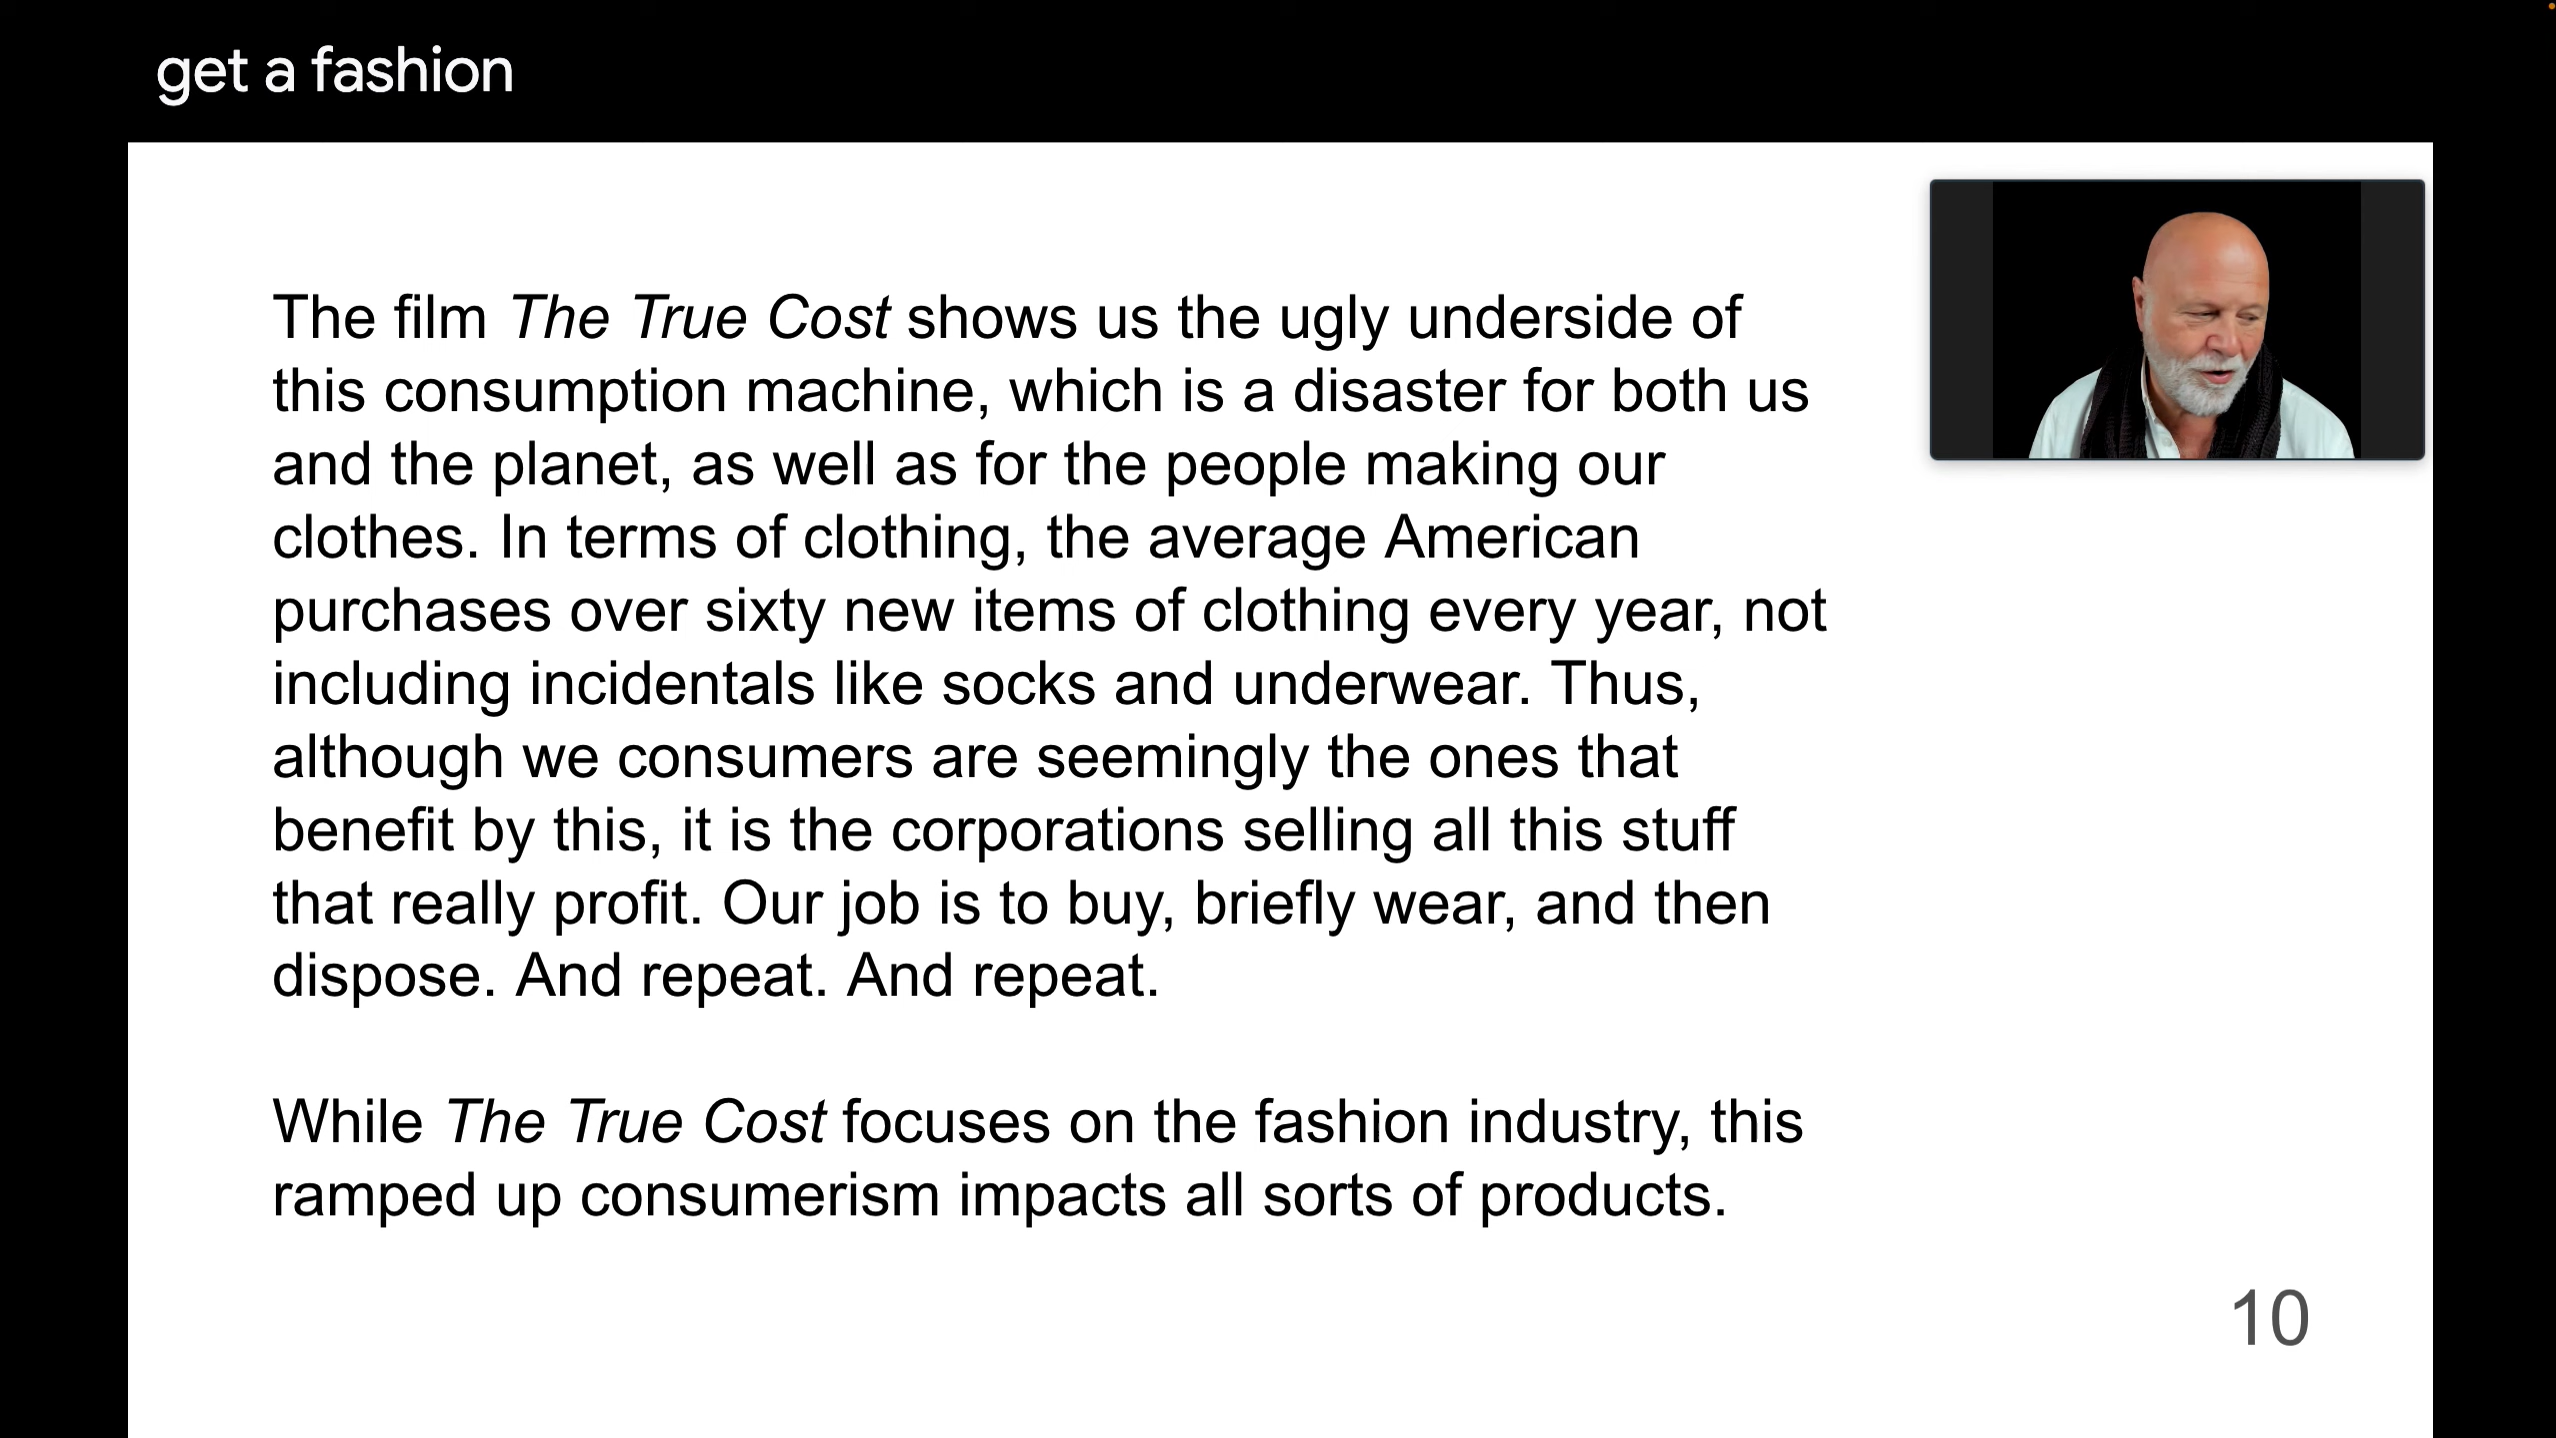 get a fashion
The film The True Cost shows us the ugly underside of
this consumption machine, which is a disaster for both us
and the planet, as well as for the people making our
clothes. In terms of clothing, the average American
purchases over sixty new items of clothing every year, not
including incidentals like socks and underwear. Thus,
although we consumers are seemingly the ones that
benefit by this, it is the corporations selling all this stuff
that really profit. Our job is to buy, briefly wear, and then
dispose. And repeat. And repeat.
While The True Cost focuses on the fashion industry, this
ramped up consumerism impacts all sorts of products.
10